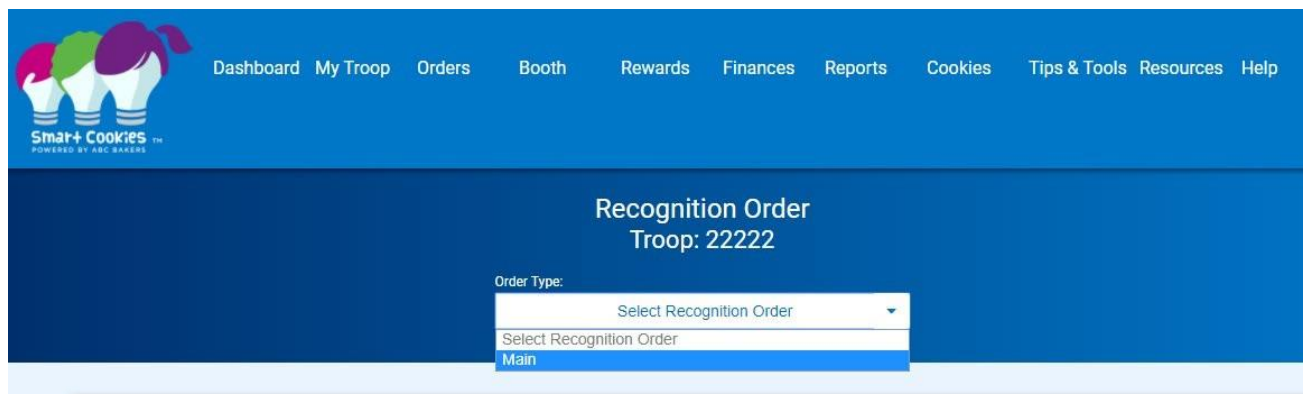 Dashboard My Troop Orders Booth Rewards Finances Reports Cookies Tips & Tools Resources Help
Smart Cookies TM
POWERED BY ABC BAKERS
Recognition Order
Troop: 22222
Order Type:
Select Recognition Order
Select Recognition Order
Main